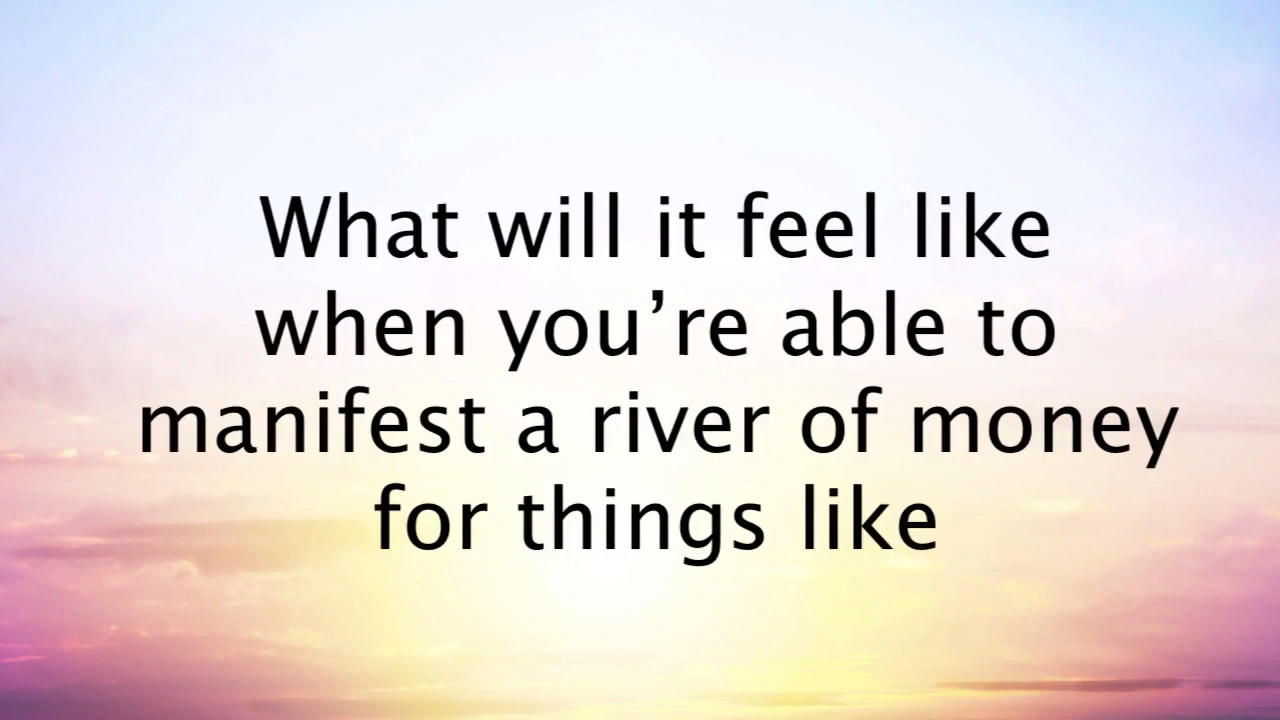 What will it feel like
when you’re able to
manifest a river of money
for things like